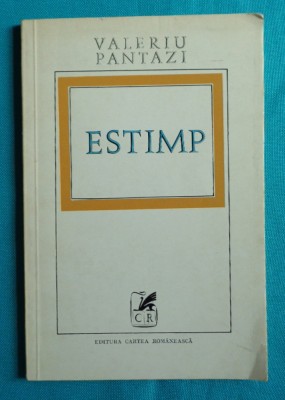 VALERIU
PANTAZI
ESTIMP
C R
EDITURA CARTEA ROMÂNEASCĂ